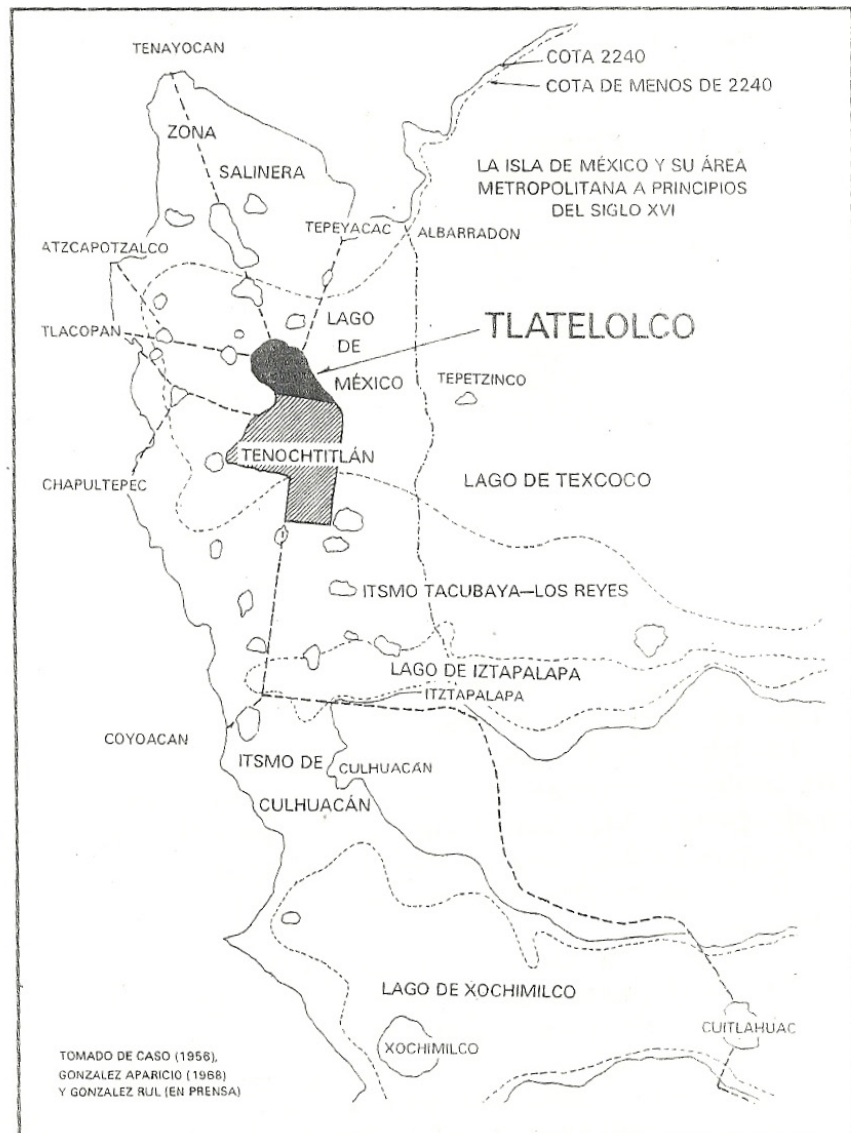 TENAYOCAN
COTA 2240
COTA DE MENOS DE 2240
ZONA
SALINERA
LA ISLA DE MÉXICO Y SU ÁREA
METROPOLITANA A PRINCIPIOS
DEL SIGLO XVI
TEPEYACAC
ALBARRADON
ATZCAPOTZALCO
LAGO
DE
MÉXICO
TLATELOLCO
TLACOPAN
TEPETZINCO
TENOCHTITLÁN
CHAPULTEPEC
LAGO DE TEXCOCO
ITSMO TACUBAYA—LOS REYES
LAGO DE IZTAPALAPA
ITZTAPALAPA
COYOACAN
ITSMO DE
CULHUACÁN
CULHUACÁN
LAGO DE XOCHIMILCO
XOCHIMILCO
CUITLAHUAC
TOMADO DE CASO (1956),
GONZALEZ APARICIO (1968)
Y GONZALEZ RUL (EN PRENSA)